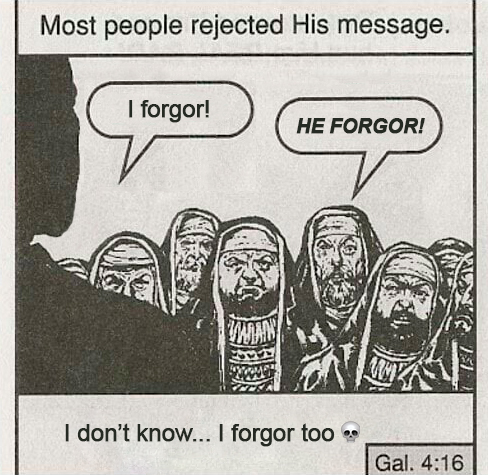 Most people rejected His message.
I forgor!
HE FORGOR!
I don't know... I forgor too 💀
Gal. 4:16